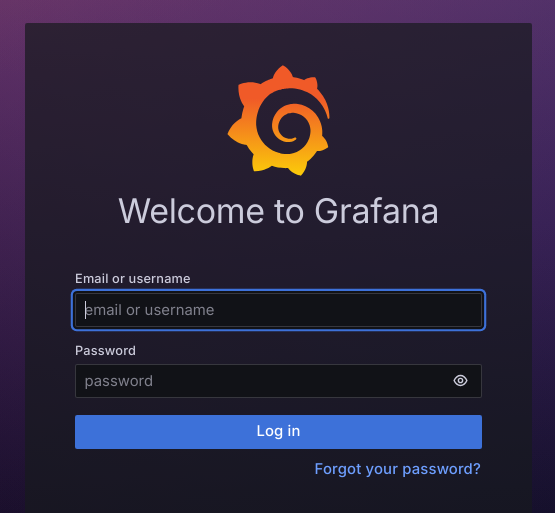 Welcome to Grafana
Email or username
email or username
Password
password
Log in
Forgot your password?